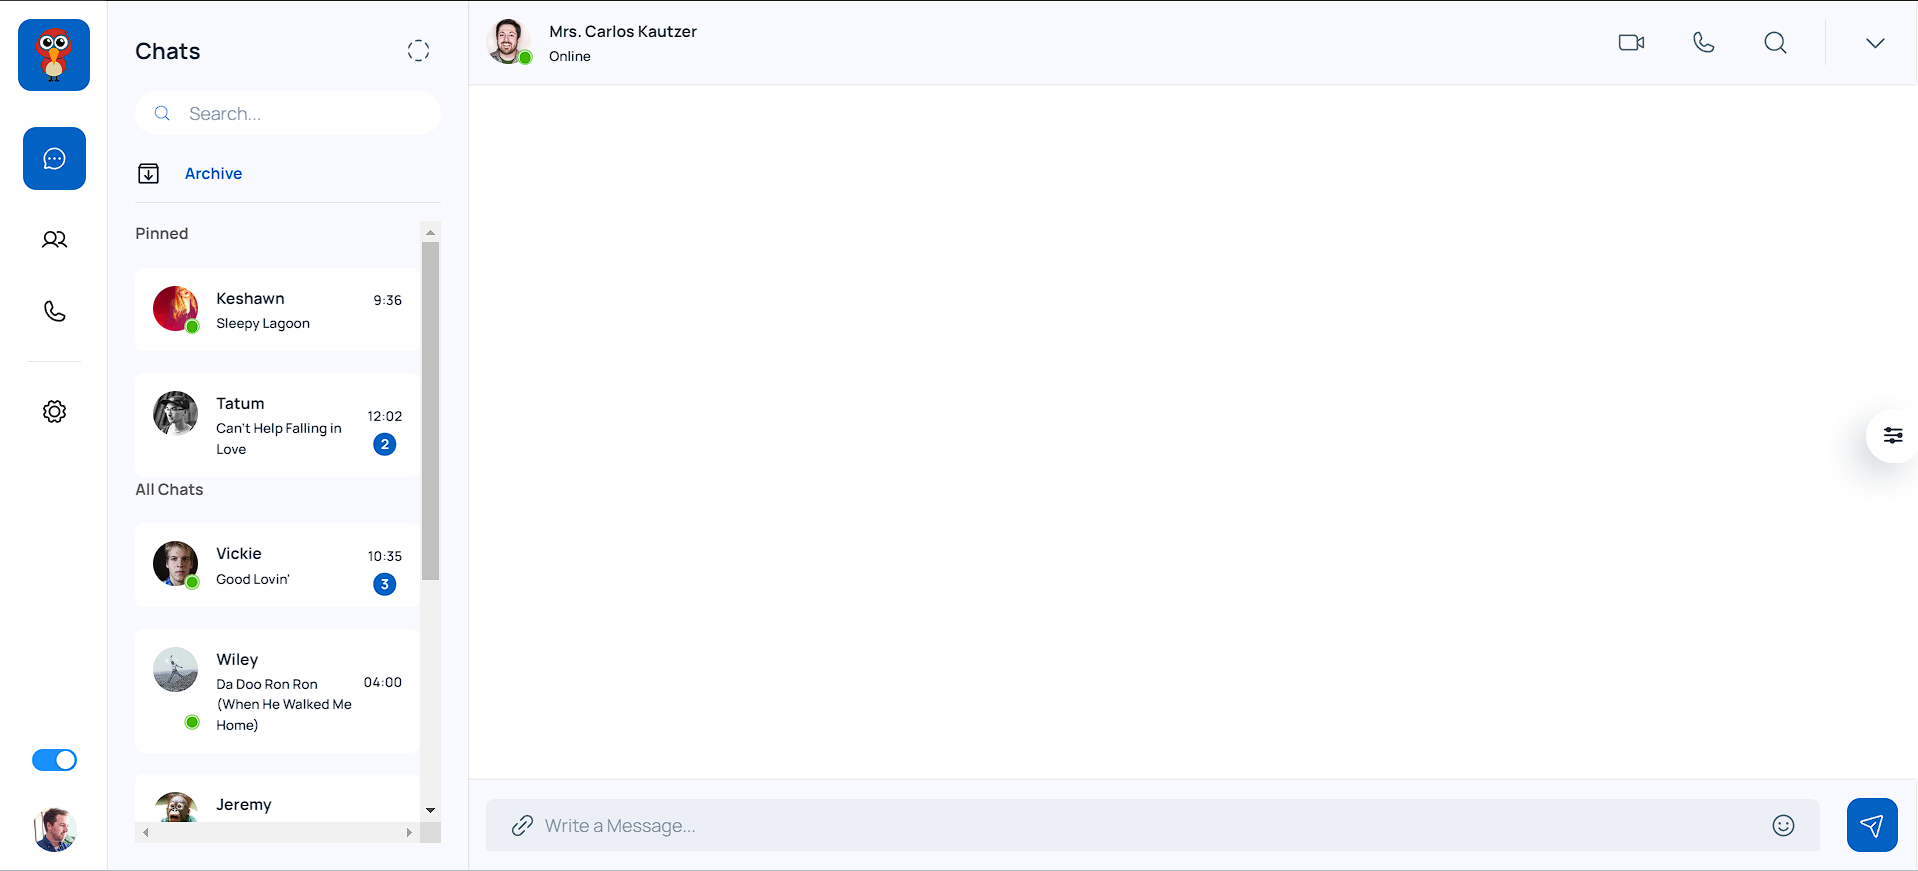 Chats
Search...
Archive
Pinned
Keshawn
9:36
Sleepy Lagoon
Tatum
12:02
Can't Help Falling in
Love
2
All Chats
Vickie
10:35
Good Lovin'
3
Wiley
Da Doo Ron Ron
04:00
(When He Walked Me
Home)
Jeremy
Mrs. Carlos Kautzer
Online
Write a Message...